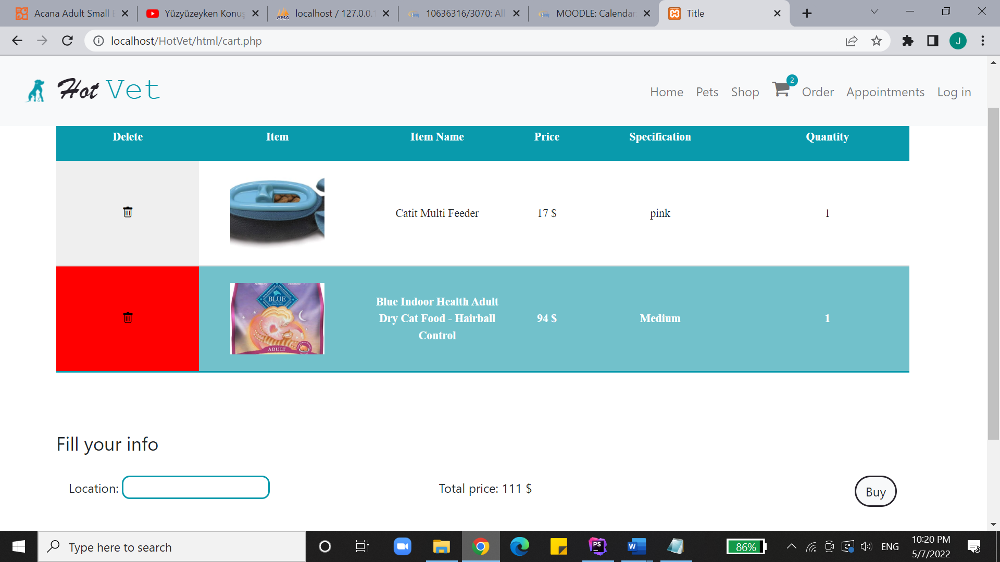 Acana Adult Small
Yüzyüzeyken Konuş
localhost / 127.0.0.1
10636316/3070: All
MOODLE: Calendar
Title
localhost/HotVet/html/cart.php
J
Hot Vet
Home
Pets
Shop
2
Order
Appointments
Log in
Delete
Item
Item Name
Price
Specification
Quantity
Catit Multi Feeder
17 $
pink
1
BLUE
ADULT
Blue Indoor Health Adult
Dry Cat Food - Hairball
Control
94 $
Medium
1
Fill your info
Location:
Total price: 111 $
Buy
Type here to search
PS
W
86%
ENG
10:20 PM
5/7/2022